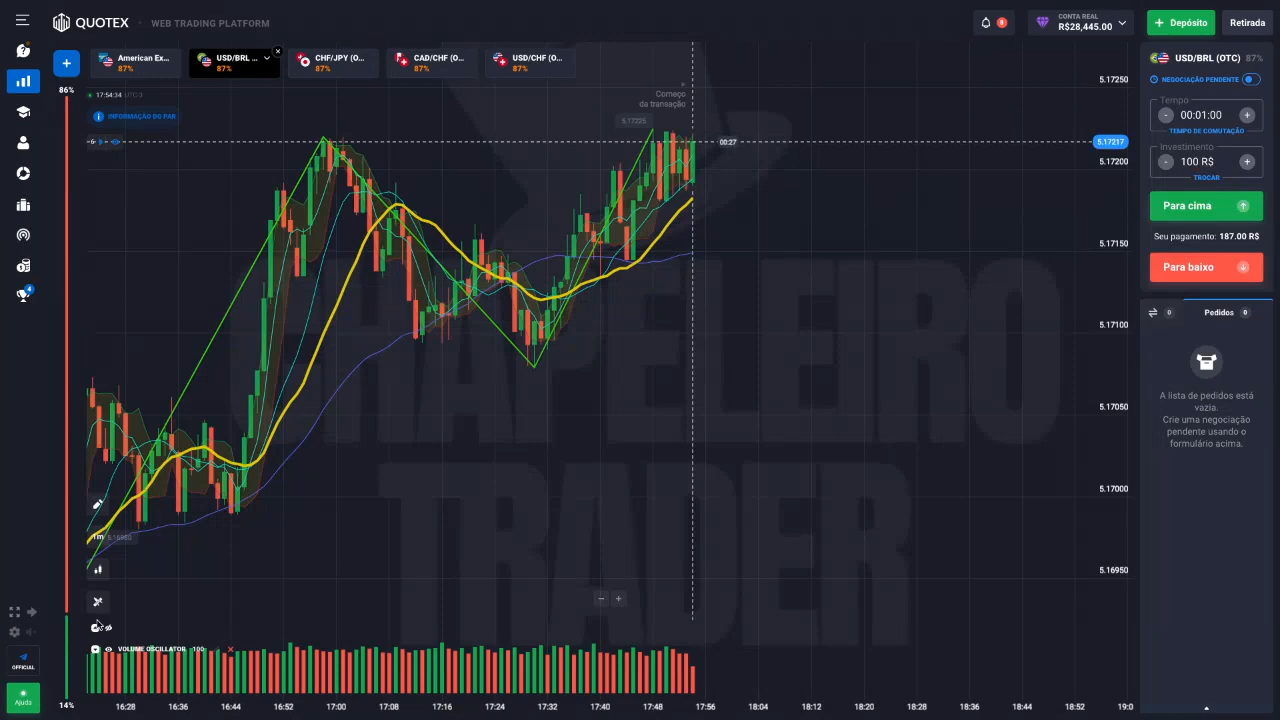 QUOTEX
WEB TRADING PLATFORM
8
CONTA REAL
R$28,445.00
+ Depósito
Retirada
American Ex...
87%
USD/BRL ...
87%
CHF/JPY (O...
87%
CAD/CHF (O...
87%
USD/CHF (O...
87%
86%
17:54:34 UTC-3
INFORMAÇÃO DO PAR
Começo
da transação
5.17225
00:27
5.17250
5.17217
5.17200
5.17150
5.17100
5.17050
5.17000
5.16950
USD/BRL (OTC) 87%
NEGOCIAÇÃO PENDENTE
Tempo
- 00:01:00 +
TEMPO DE COMUTAÇÃO
Investimento
- 100 R$ +
TROCAR
Para cima
Seu pagamento: 187.00 R$
Para baixo
0
Pedidos 0
A lista de pedidos está
vazia.
Crie uma negociação
pendente usando o
formulário acima.
CHAPELEIRO
TRADER
4
1m
− +
VOLUME OSCILLATOR -100
OFFICIAL
Ajuda
14%
16:28 16:36 16:44 16:52 17:00 17:08 17:16 17:24 17:32 17:40 17:48 17:56 18:04 18:12 18:20 18:28 18:36 18:44 18:52 19:0